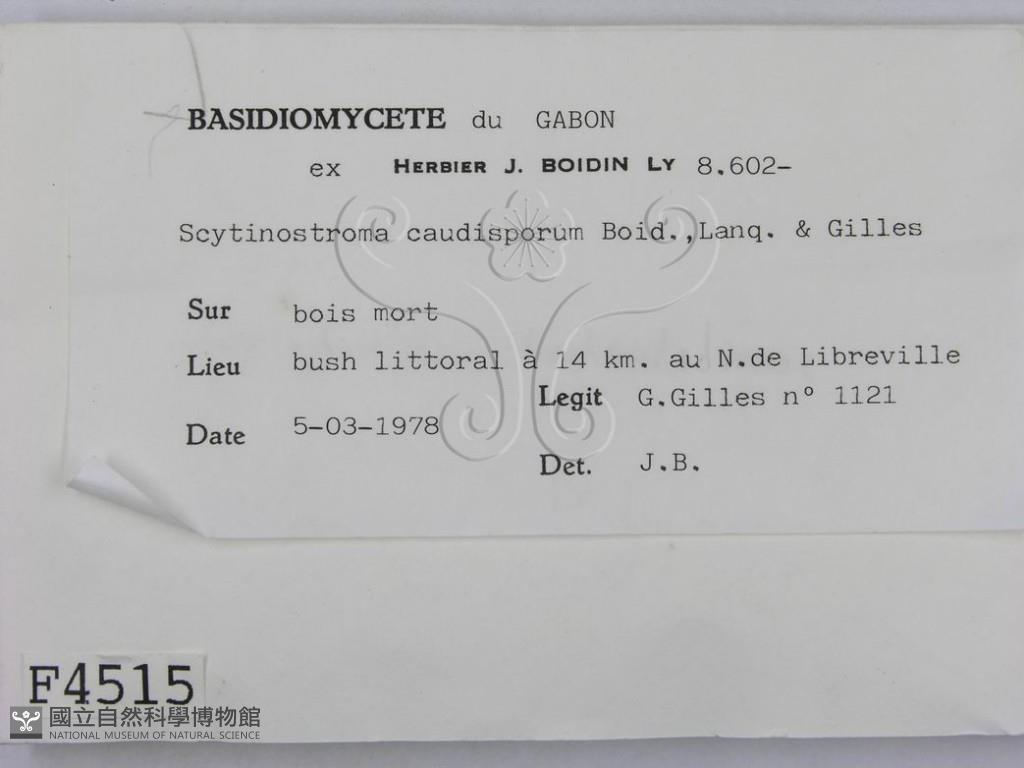 BASIDIOMYCETE du GABON
ex HERBIER J. BOIDIN LY 8.602-
Scytinostroma caudisporum Boid.,Lanq. & Gilles
Sur bois mort
Lieu bush littoral à 14 km. au N.de Libreville
Legit G.Gilles n° 1121
Date 5-03-1978
Det. J.B.
F4515
國立自然科學博物館
NATIONAL MUSEUM OF NATURAL SCIENCE